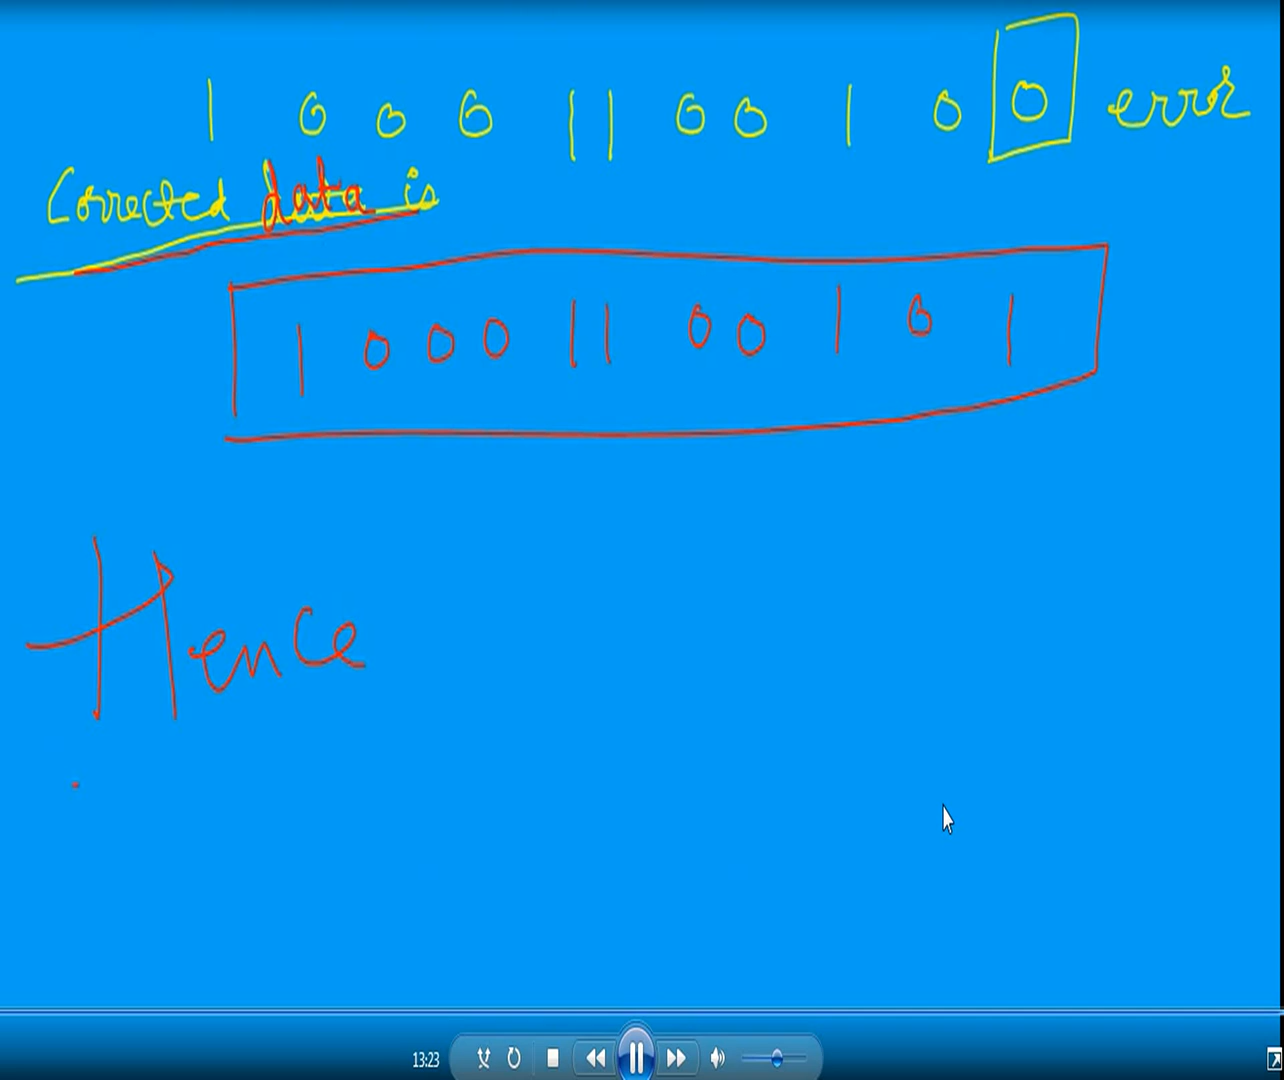 1 0 0 0 1 1 0 0 1 0 0 error
Corrected data is
1 0 0 0 1 1 0 0 1 0 1
Hence
13:23